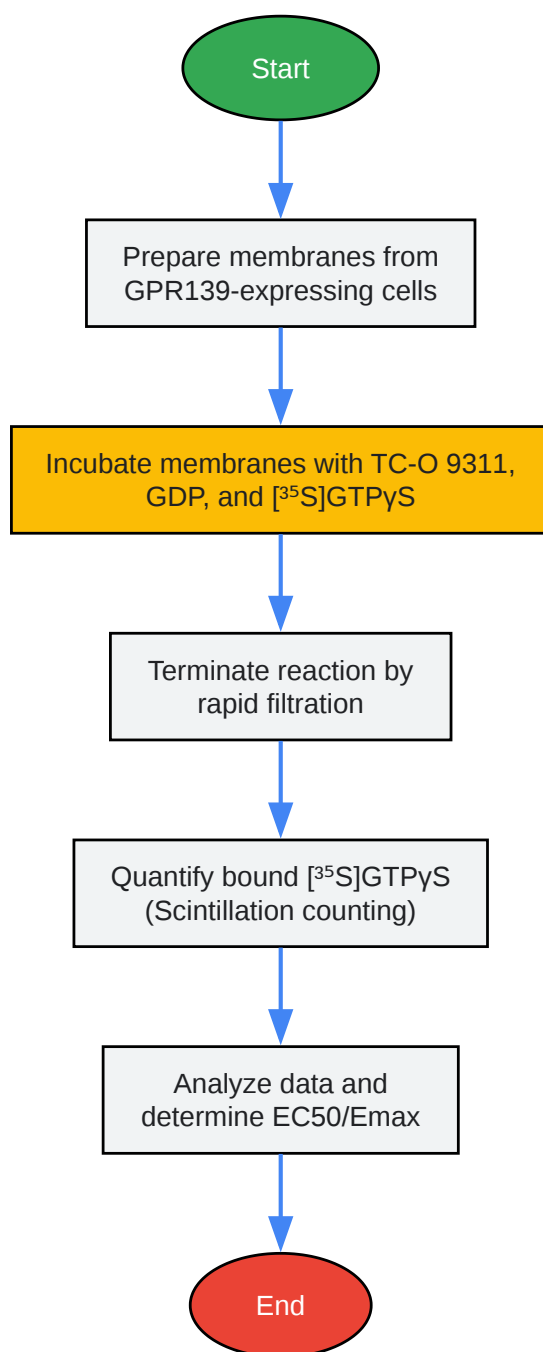 Start
Prepare membranes from
GPR139-expressing cells
Incubate membranes with TC-O 9311,
GDP, and [³⁵S]GTPγS
Terminate reaction by
rapid filtration
Quantify bound [³⁵S]GTPγS
(Scintillation counting)
Analyze data and
determine EC50/Emax
End